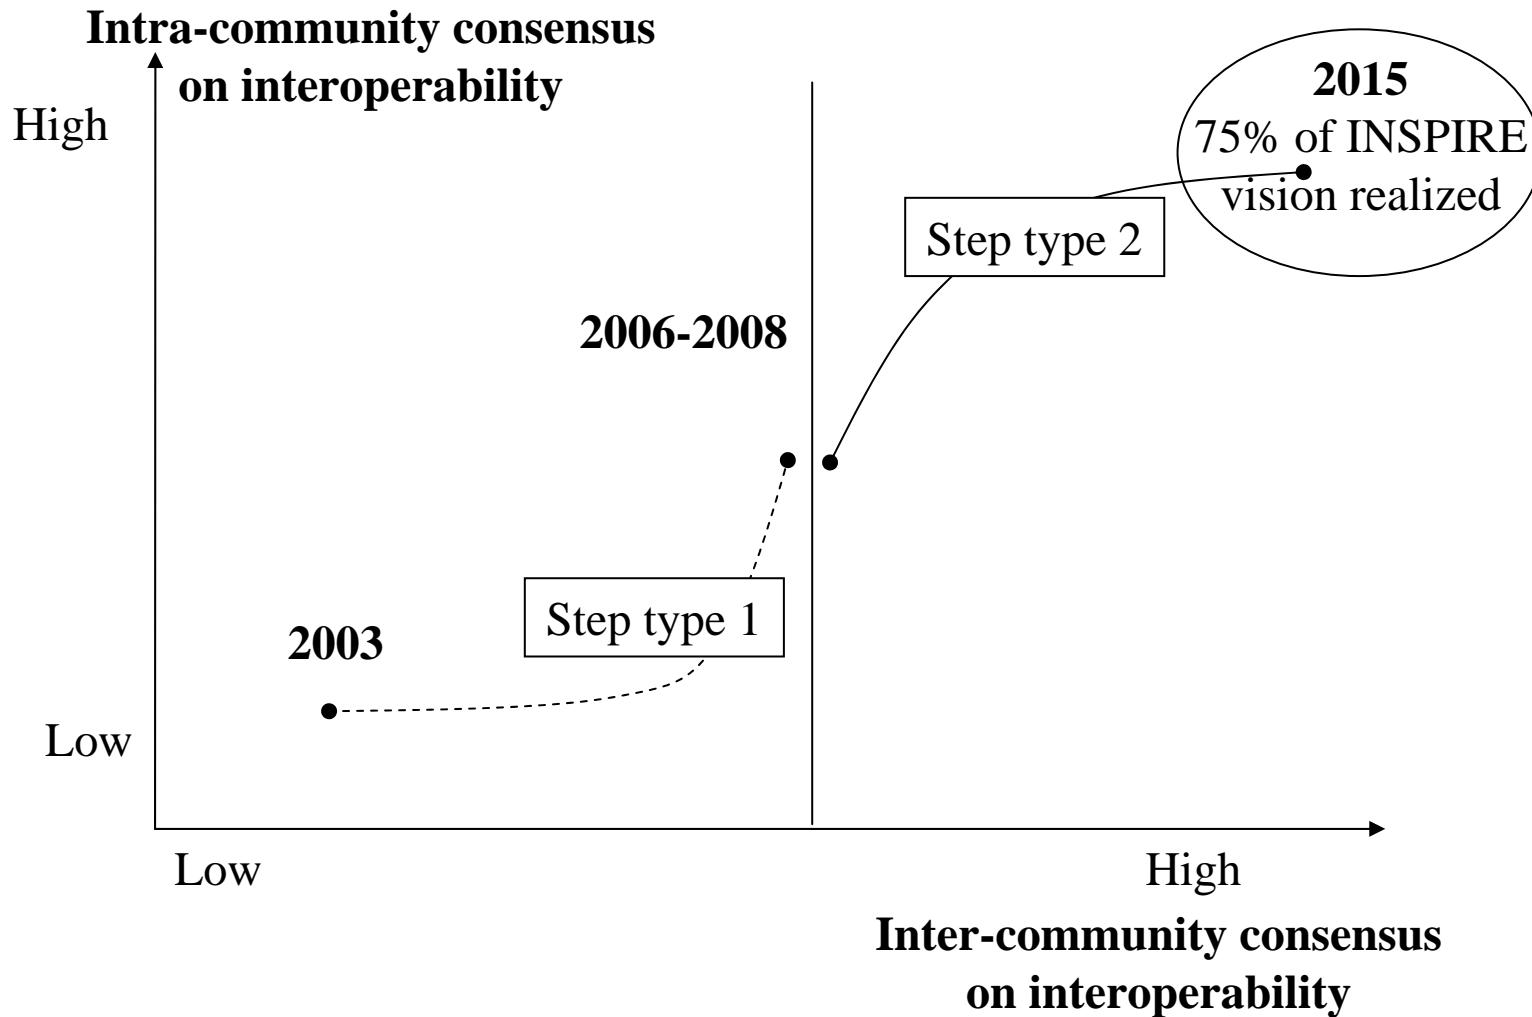 Intra-community consensus
on interoperability
High
2015
75% of INSPIRE
vision realized
Step type 2
2006-2008
Step type 1
2003
Low
Low
High
Inter-community consensus
on interoperability